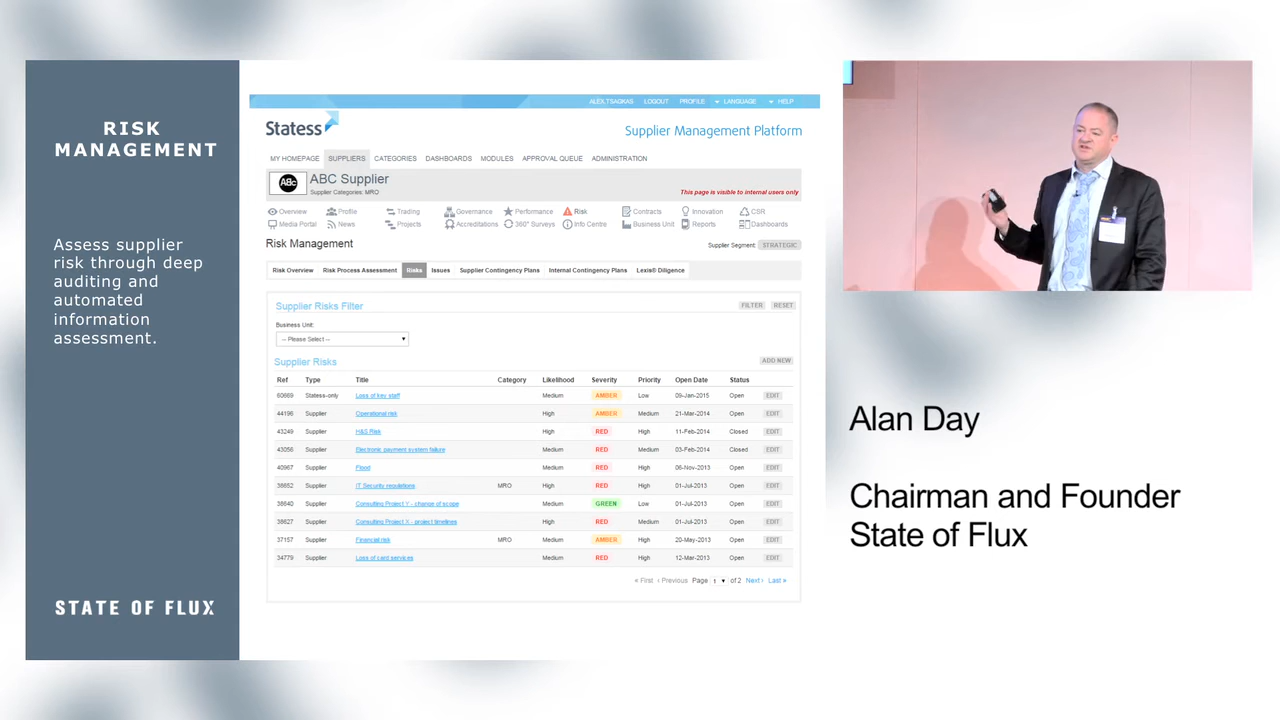 RISK
MANAGEMENT
Assess supplier
risk through deep
auditing and
automated
information
assessment.
STATE OF FLUX
ALEX.TSAGKAS LOGOUT PROFILE LANGUAGE HELP
Statess
Supplier Management Platform
MY HOMEPAGE SUPPLIERS CATEGORIES DASHBOARDS MODULES APPROVAL QUEUE ADMINISTRATION
ABc
ABC Supplier
Supplier Categories: MRO
This page is visible to internal users only
Overview Profile Trading Governance Performance Risk Contracts Innovation CSR
Media Portal News Projects Accreditations 360° Surveys Info Centre Business Unit Reports Dashboards
Risk Management
Supplier Segment: STRATEGIC
Risk Overview Risk Process Assessment Risks Issues Supplier Contingency Plans Internal Contingency Plans Lexis® Diligence
Supplier Risks Filter
FILTER RESET
Business Unit:
-- Please Select --
Supplier Risks
ADD NEW
Ref Type Title Category Likelihood Severity Priority Open Date Status
60869 Statess-only Loss of key staff Medium AMBER Low 09-Jan-2015 Open EDIT
44196 Supplier Operational risk High AMBER Medium 21-Mar-2014 Open EDIT
43249 Supplier H&S Risk High RED High 11-Feb-2014 Closed EDIT
43056 Supplier Electronic payment system failure Medium RED Medium 03-Feb-2014 Closed EDIT
40967 Supplier Flood Medium RED High 06-Nov-2013 Open EDIT
38652 Supplier IT Security regulations MRO High RED High 01-Jul-2013 Open EDIT
38640 Supplier Consulting Project Y - change of scope Medium GREEN Low 01-Jul-2013 Open EDIT
38627 Supplier Consulting Project X - project timelines High RED Medium 01-Jul-2013 Open EDIT
37157 Supplier Financial risk MRO Medium AMBER High 20-May-2013 Open EDIT
34779 Supplier Loss of card services Medium RED High 12-Mar-2013 Open EDIT
« First ‹ Previous Page 1 of 2 Next › Last »
Alan Day
Chairman and Founder
State of Flux